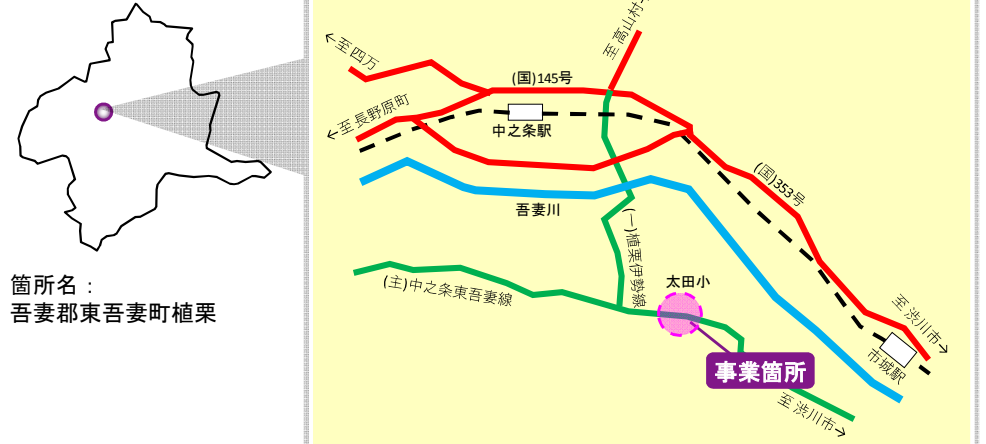 箇所名：
吾妻郡東吾妻町植栗
←至四万
至高山村
(国)145号
←至長野原町
中之条駅
(国)353号
吾妻川
(一)植栗伊勢線
(主)中之条東吾妻線
太田小
至渋川市→
市城駅
事業箇所
至渋川市→